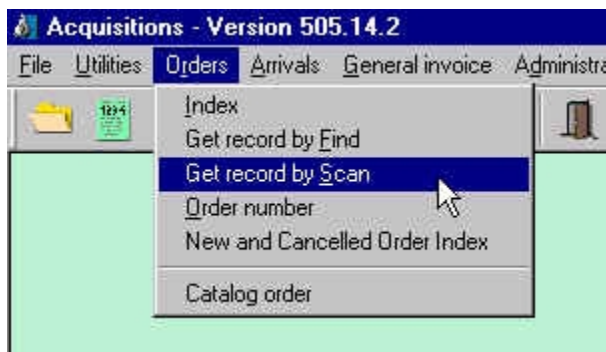 Acquisitions - Version 505.14.2
File Utilities Orders Arrivals General invoice
1234
Index
Get record by Find
Get record by Scan
Order number
New and Cancelled Order Index
Catalog order